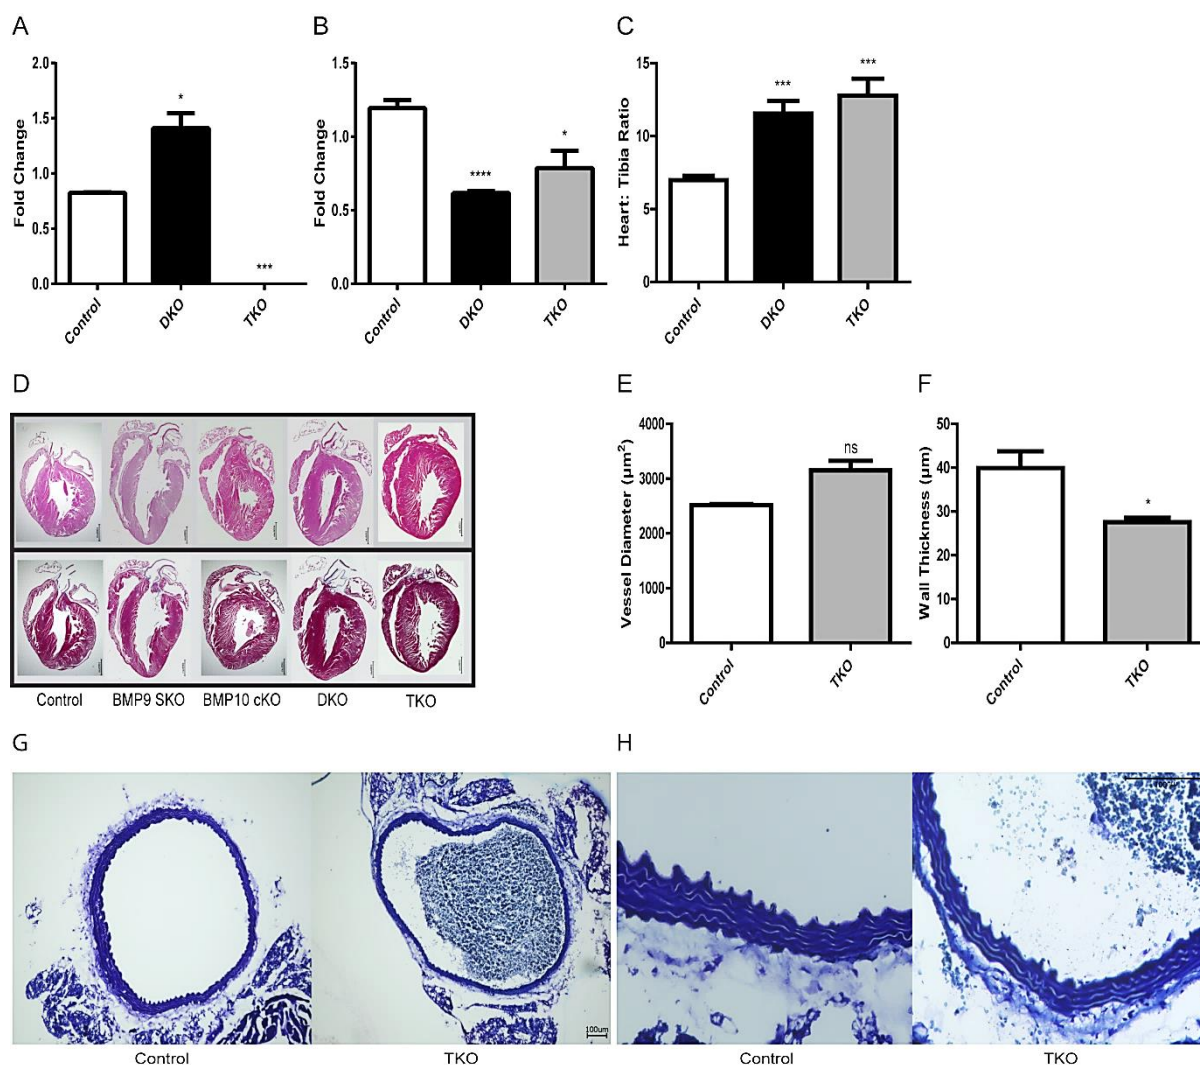 A
B
C
2.0
1.5
1.0
0.5
0.0
Fold Change
*
***
Control
DKO
TKO
1.5
1.0
0.5
0.0
Fold Change
****
*
Control
DKO
TKO
15
10
5
0
Heart: Tibia Ratio
***
***
Control
DKO
TKO
D
E
F
Control
BMP9 SKO
BMP10 cKO
DKO
TKO
4000
3000
2000
1000
0
Vessel Diameter (µm²)
ns
Control
TKO
50
40
30
20
10
0
Wall Thickness (µm)
*
Control
TKO
G
H
100um
Control
TKO
Control
TKO